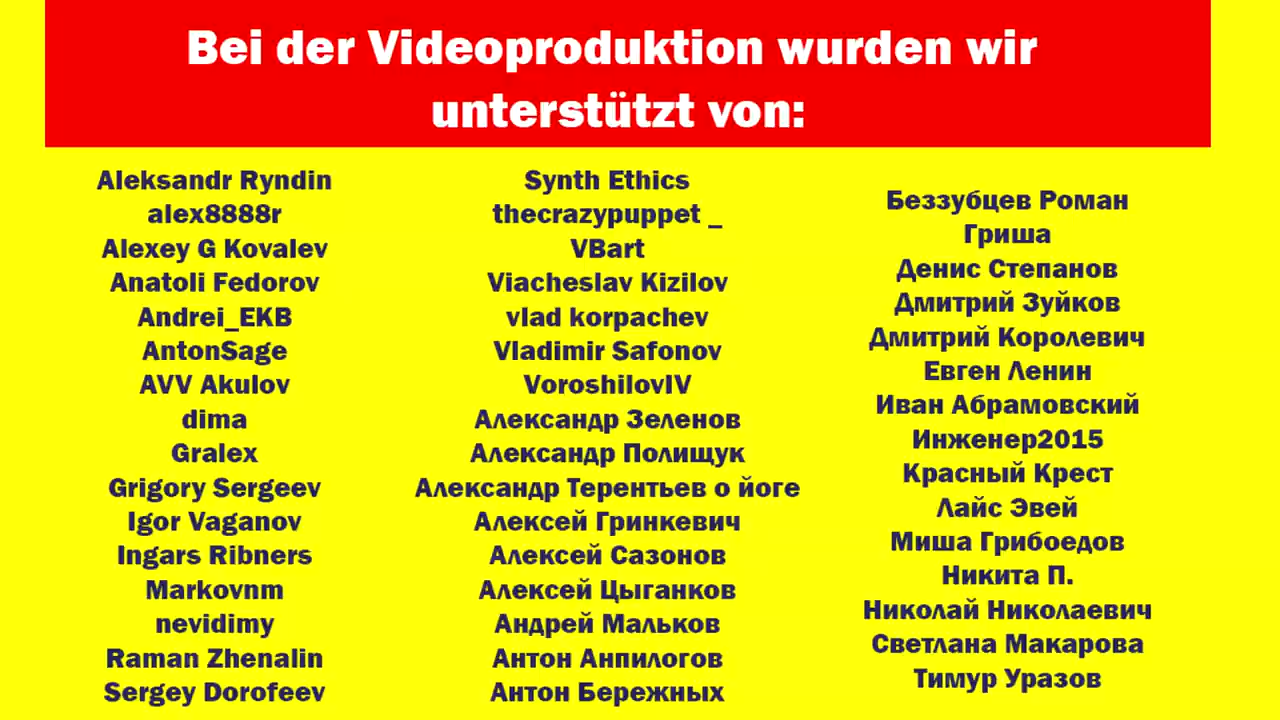 Bei der Videoproduktion wurden wir
unterstützt von:
Aleksandr Ryndin
alex8888r
Alexey G Kovalev
Anatoli Fedorov
Andrei_EKB
AntonSage
AVV Akulov
dima
Gralex
Grigory Sergeev
Igor Vaganov
Ingars Ribners
Markovnm
nevidimy
Raman Zhenalin
Sergey Dorofeev
Synth Ethics
thecrazypuppet _
VBart
Viacheslav Kizilov
vlad korpachev
Vladimir Safonov
VoroshilovIV
Александр Зеленов
Александр Полищук
Александр Терентьев о йоге
Алексей Гринкевич
Алексей Сазонов
Алексей Цыганков
Андрей Мальков
Антон Анпилогов
Антон Бережных
Беззубцев Роман
Гриша
Денис Степанов
Дмитрий Зуйков
Дмитрий Королевич
Евген Ленин
Иван Абрамовский
Инженер2015
Красный Крест
Лайс Эвей
Миша Грибоедов
Никита П.
Николай Николаевич
Светлана Макарова
Тимур Уразов